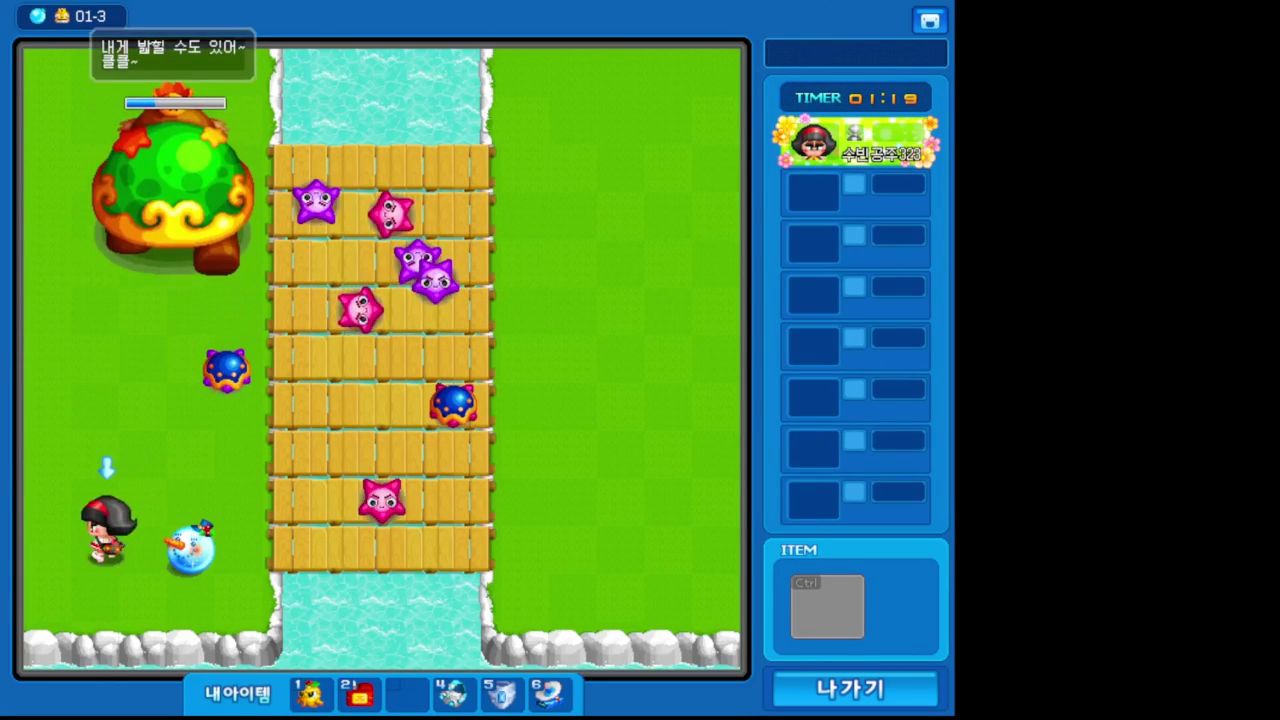 01-3
내게 밟힐 수도 있어~
클클~
TIMER 01:19
수빈공주323
ITEM
Ctrl
내아이템
1
2
4
5
6
나가기